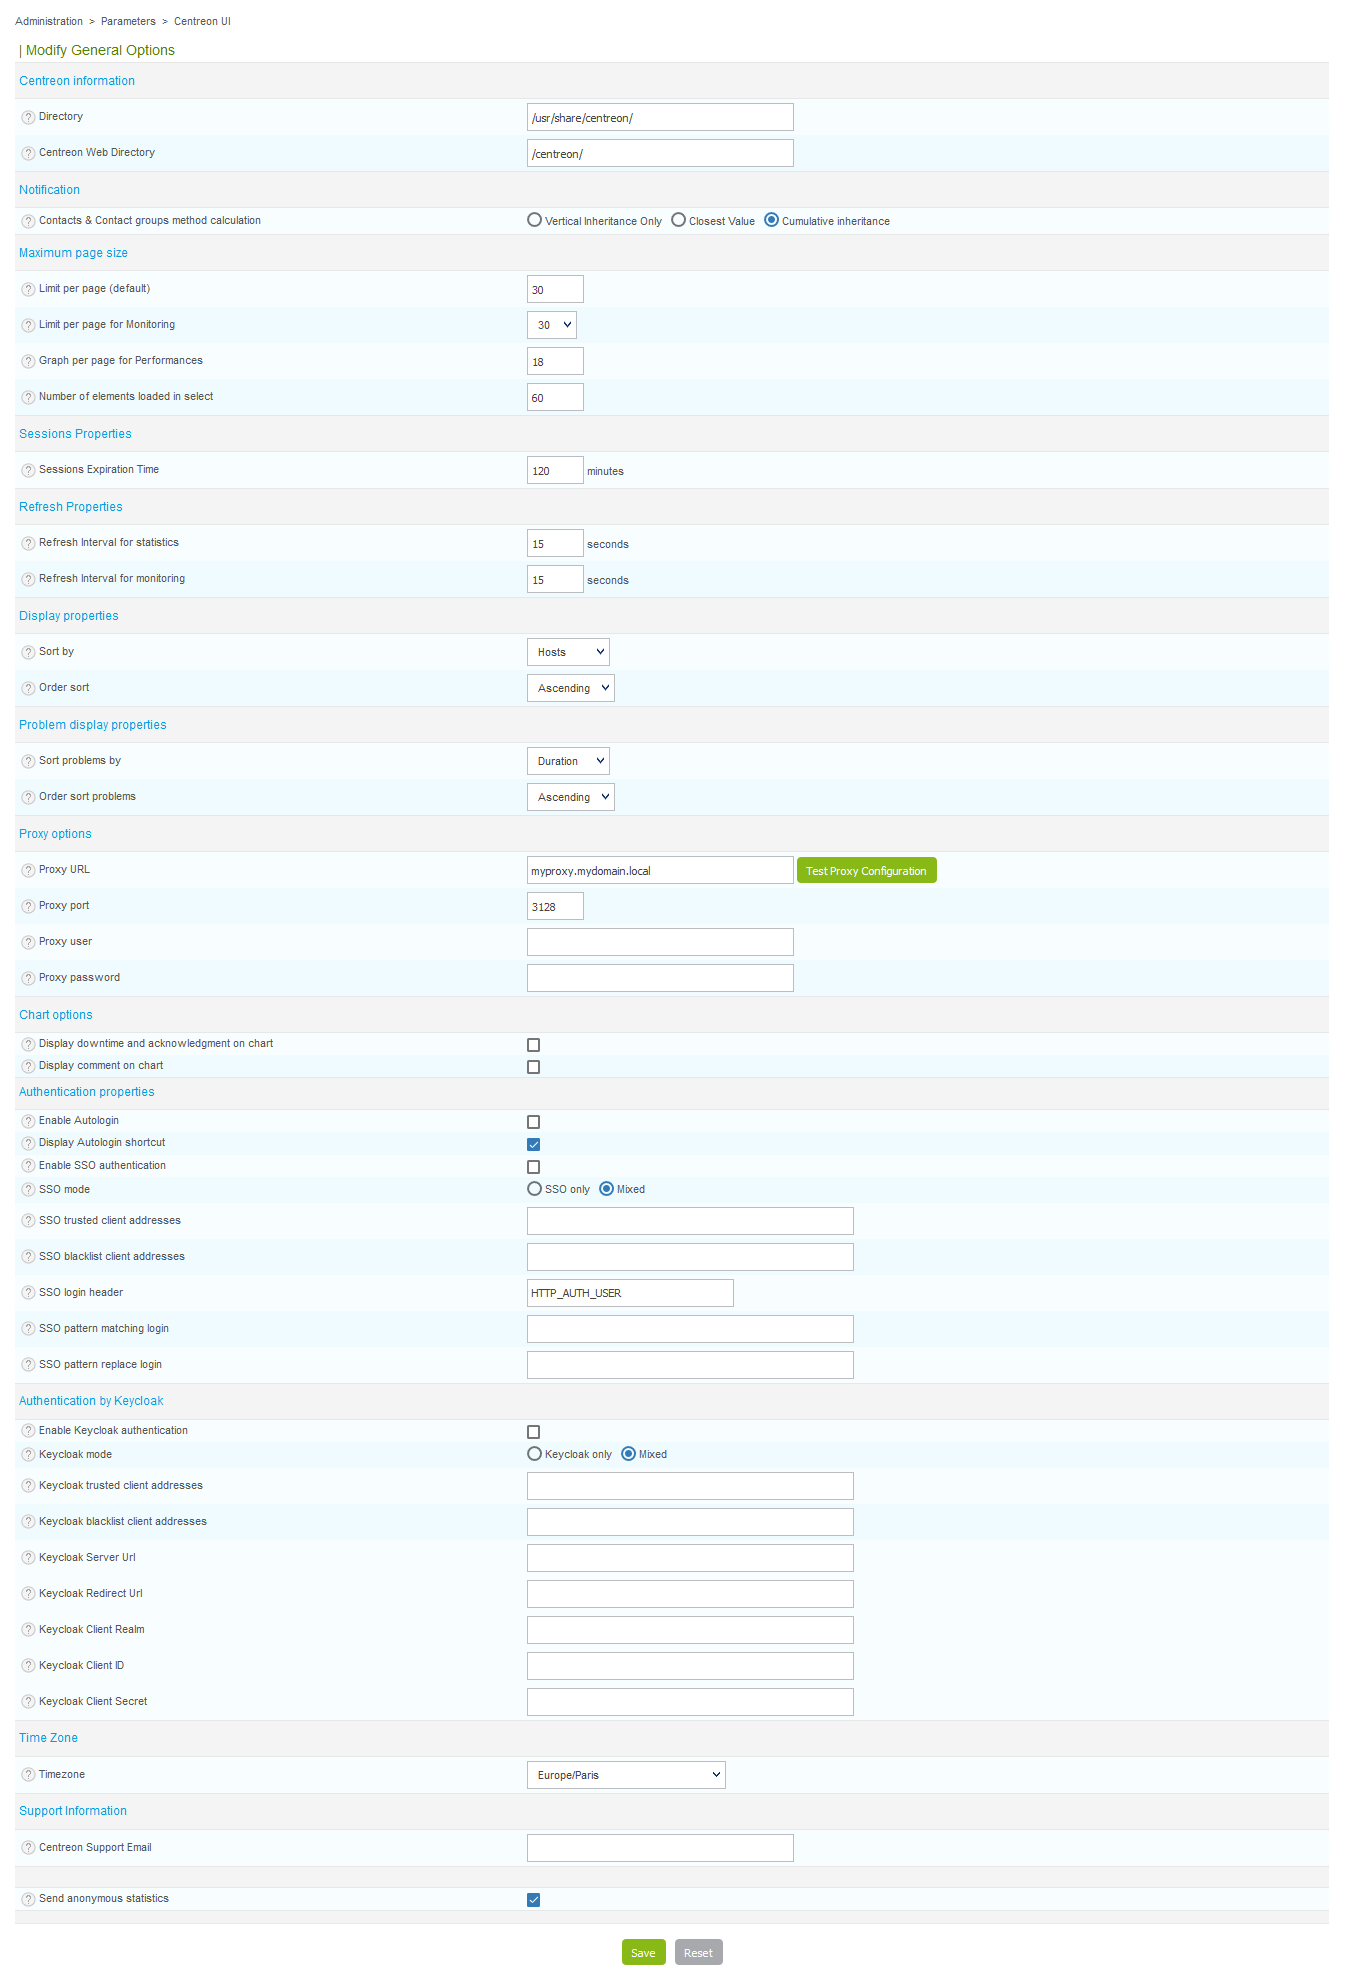 Administration > Parameters > Centreon UI
| Modify General Options
Centreon information
? Directory /usr/share/centreon/
? Centreon Web Directory /centreon/
Notification
? Contacts & Contact groups method calculation Vertical Inheritance Only Closest Value Cumulative inheritance
Maximum page size
? Limit per page (default) 30
? Limit per page for Monitoring 30
? Graph per page for Performances 18
? Number of elements loaded in select 60
Sessions Properties
? Sessions Expiration Time 120 minutes
Refresh Properties
? Refresh Interval for statistics 15 seconds
? Refresh Interval for monitoring 15 seconds
Display properties
? Sort by Hosts
? Order sort Ascending
Problem display properties
? Sort problems by Duration
? Order sort problems Ascending
Proxy options
? Proxy URL myproxy.mydomain.local Test Proxy Configuration
? Proxy port 3128
? Proxy user
? Proxy password
Chart options
? Display downtime and acknowledgment on chart
? Display comment on chart
Authentication properties
? Enable Autologin
? Display Autologin shortcut
? Enable SSO authentication
? SSO mode SSO only Mixed
? SSO trusted client addresses
? SSO blacklist client addresses
? SSO login header HTTP_AUTH_USER
? SSO pattern matching login
? SSO pattern replace login
Authentication by Keycloak
? Enable Keycloak authentication
? Keycloak mode Keycloak only Mixed
? Keycloak trusted client addresses
? Keycloak blacklist client addresses
? Keycloak Server Url
? Keycloak Redirect Url
? Keycloak Client Realm
? Keycloak Client ID
? Keycloak Client Secret
Time Zone
? Timezone Europe/Paris
Support Information
? Centreon Support Email
? Send anonymous statistics
Save Reset